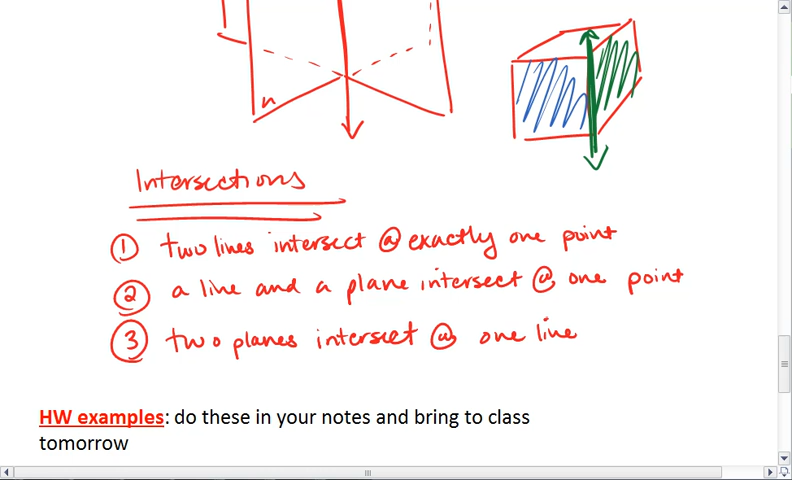 n
Intersections
① two lines intersect @ exactly one point
② a line and a plane intersect @ one point
③ two planes intersect @ one line
HW examples: do these in your notes and bring to class
tomorrow